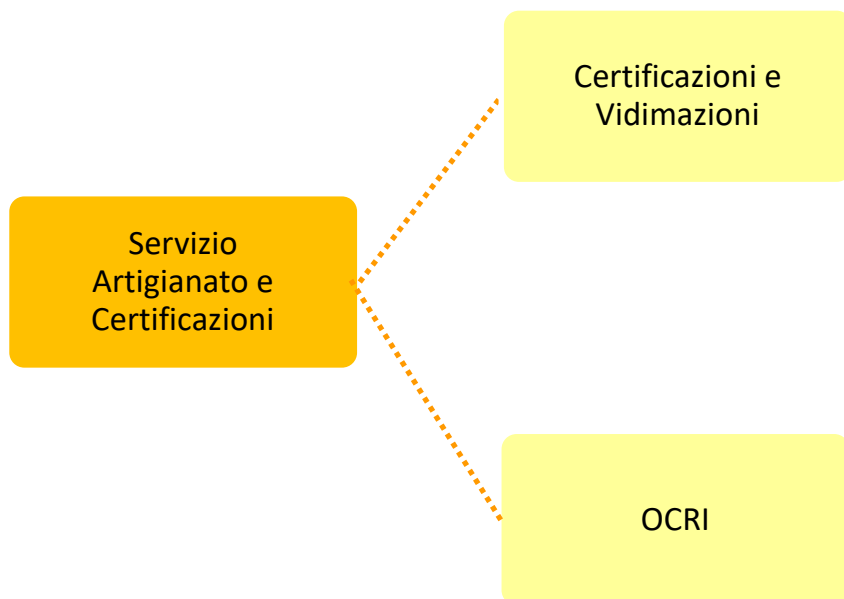 Certificazioni e
Vidimazioni
Servizio
Artigianato e
Certificazioni
OCRI